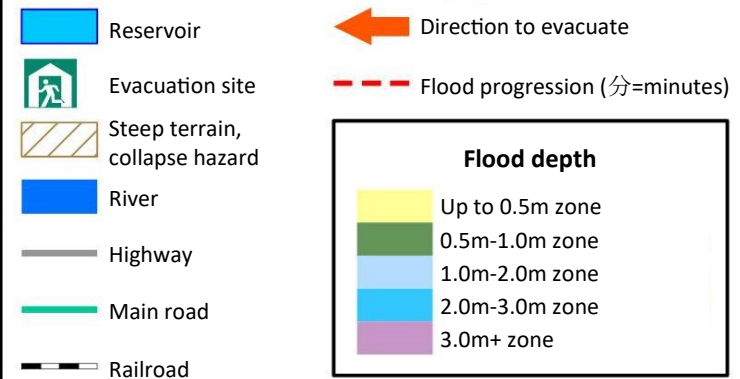 Reservoir
Evacuation site
Steep terrain,
collapse hazard
River
Highway
Main road
Railroad
Direction to evacuate
Flood progression (分=minutes)
Flood depth
Up to 0.5m zone
0.5m-1.0m zone
1.0m-2.0m zone
2.0m-3.0m zone
3.0m+ zone